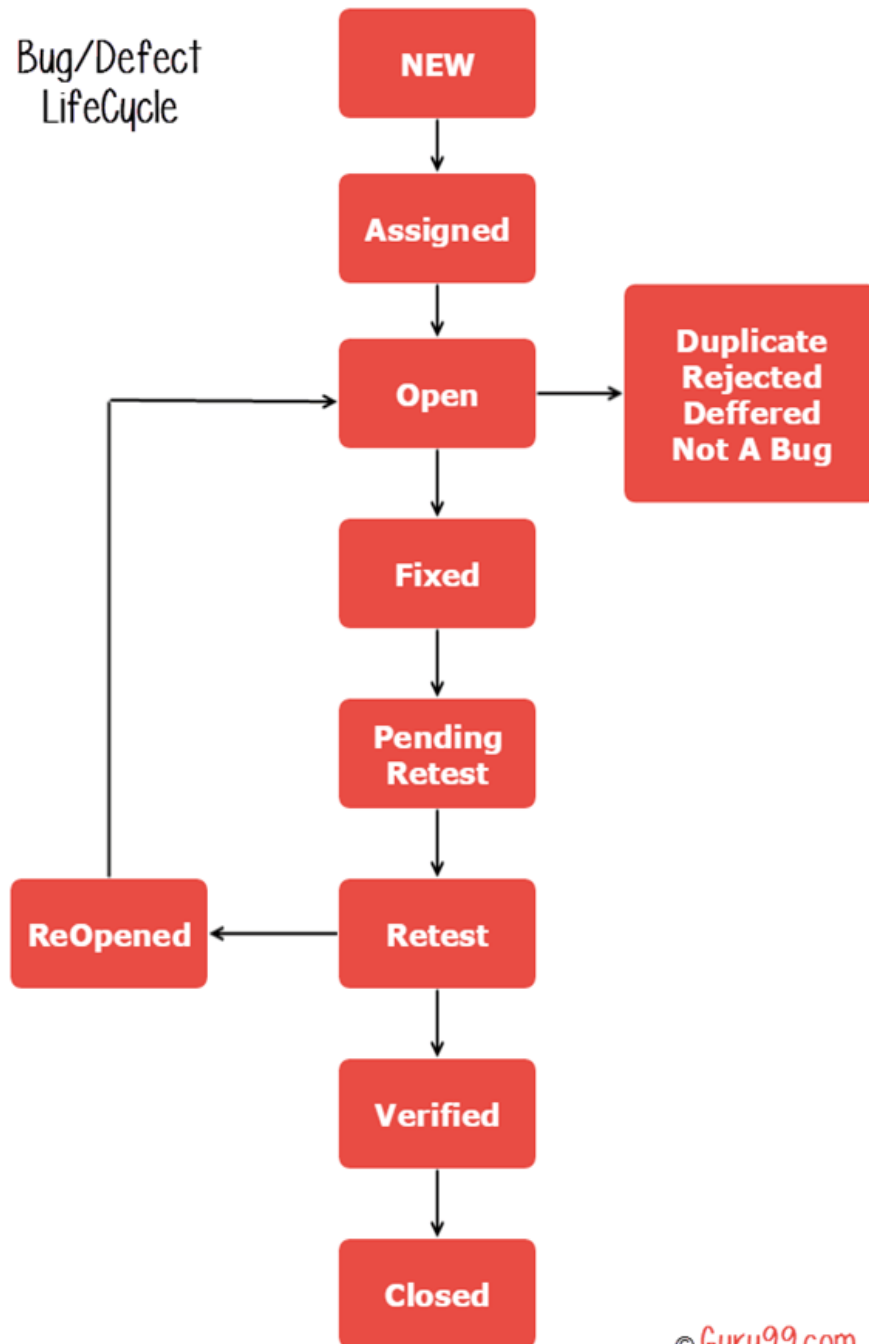 Bug/Defect
LifeCycle
NEW
Assigned
Open
Duplicate
Rejected
Deffered
Not A Bug
Fixed
Pending
Retest
ReOpened
Retest
Verified
Closed
© Guru99.com